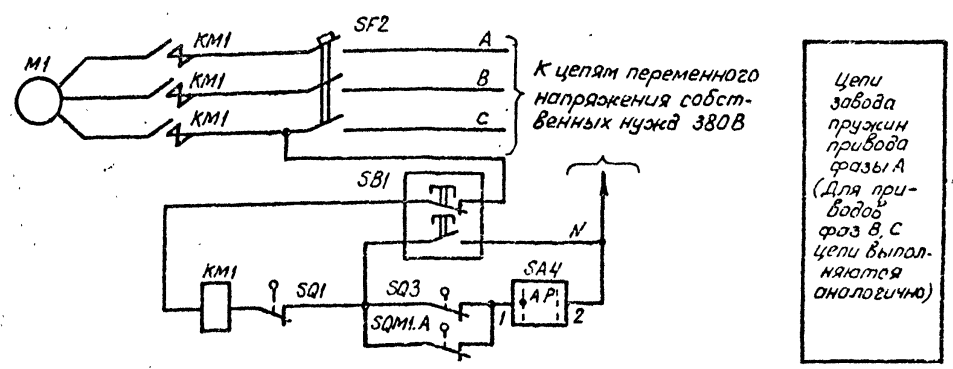 SF2
KM1
A
M1
KM1
B
KM1
C
К цепям переменного
напряжения собст-
венных нужд 380В
SB1
N
KM1
SQ1
SQ3
SA4
A P
1
2
SQM1.A
Цепи
завода
пружин
привода
фазы А
(Для при-
водов
фаз В, С
цепи выпол-
няются
аналогично)